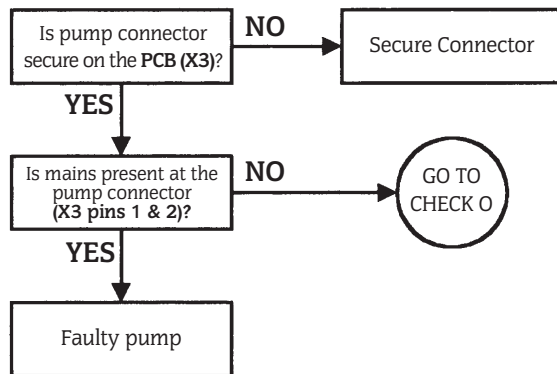 Is pump connector
secure on the PCB (X3)?
NO
Secure Connector
YES
Is mains present at the
pump connector
(X3 pins 1 & 2)?
NO
GO TO
CHECK O
YES
Faulty pump